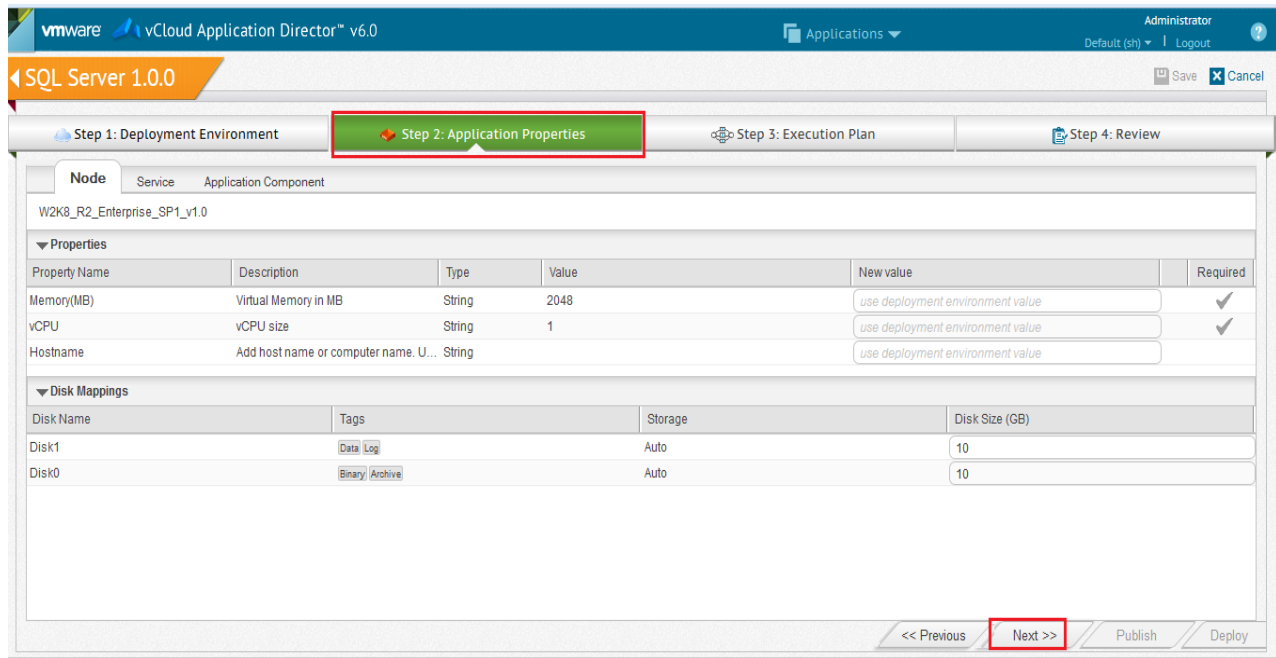 vmware vCloud Application Director™ v6.0
Applications
Administrator
Default (sh) | Logout
?
SQL Server 1.0.0
Save Cancel
Step 1: Deployment Environment Step 2: Application Properties Step 3: Execution Plan Step 4: Review
Node Service Application Component
W2K8_R2_Enterprise_SP1_v1.0
Properties
Property Name Description Type Value New value Required
Memory(MB) Virtual Memory in MB String 2048 use deployment environment value
vCPU vCPU size String 1 use deployment environment value
Hostname Add host name or computer name. U... String use deployment environment value
Disk Mappings
Disk Name Tags Storage Disk Size (GB)
Disk1 Data Log Auto 10
Disk0 Binary Archive Auto 10
<< Previous Next >> Publish Deploy